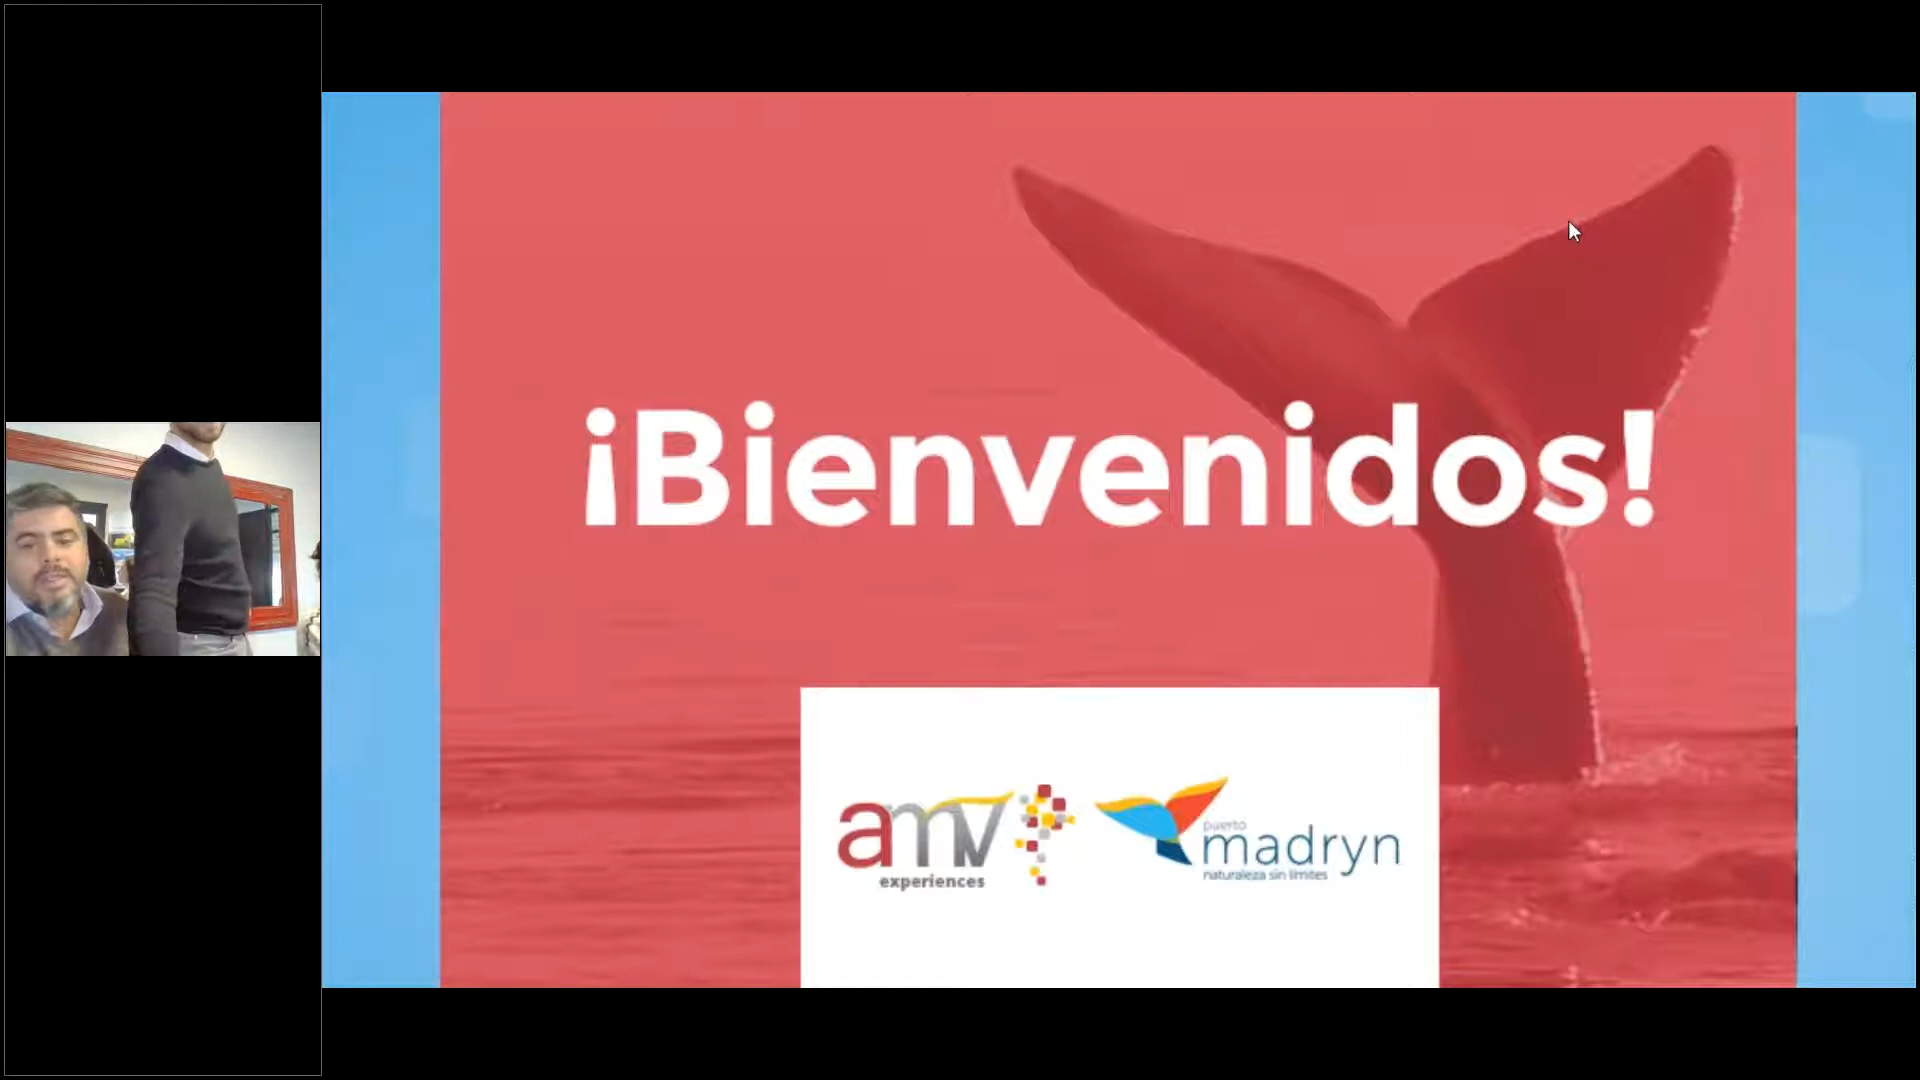 ¡Bienvenidos!
amv
experiences
puerto
madryn
naturaleza sin límites